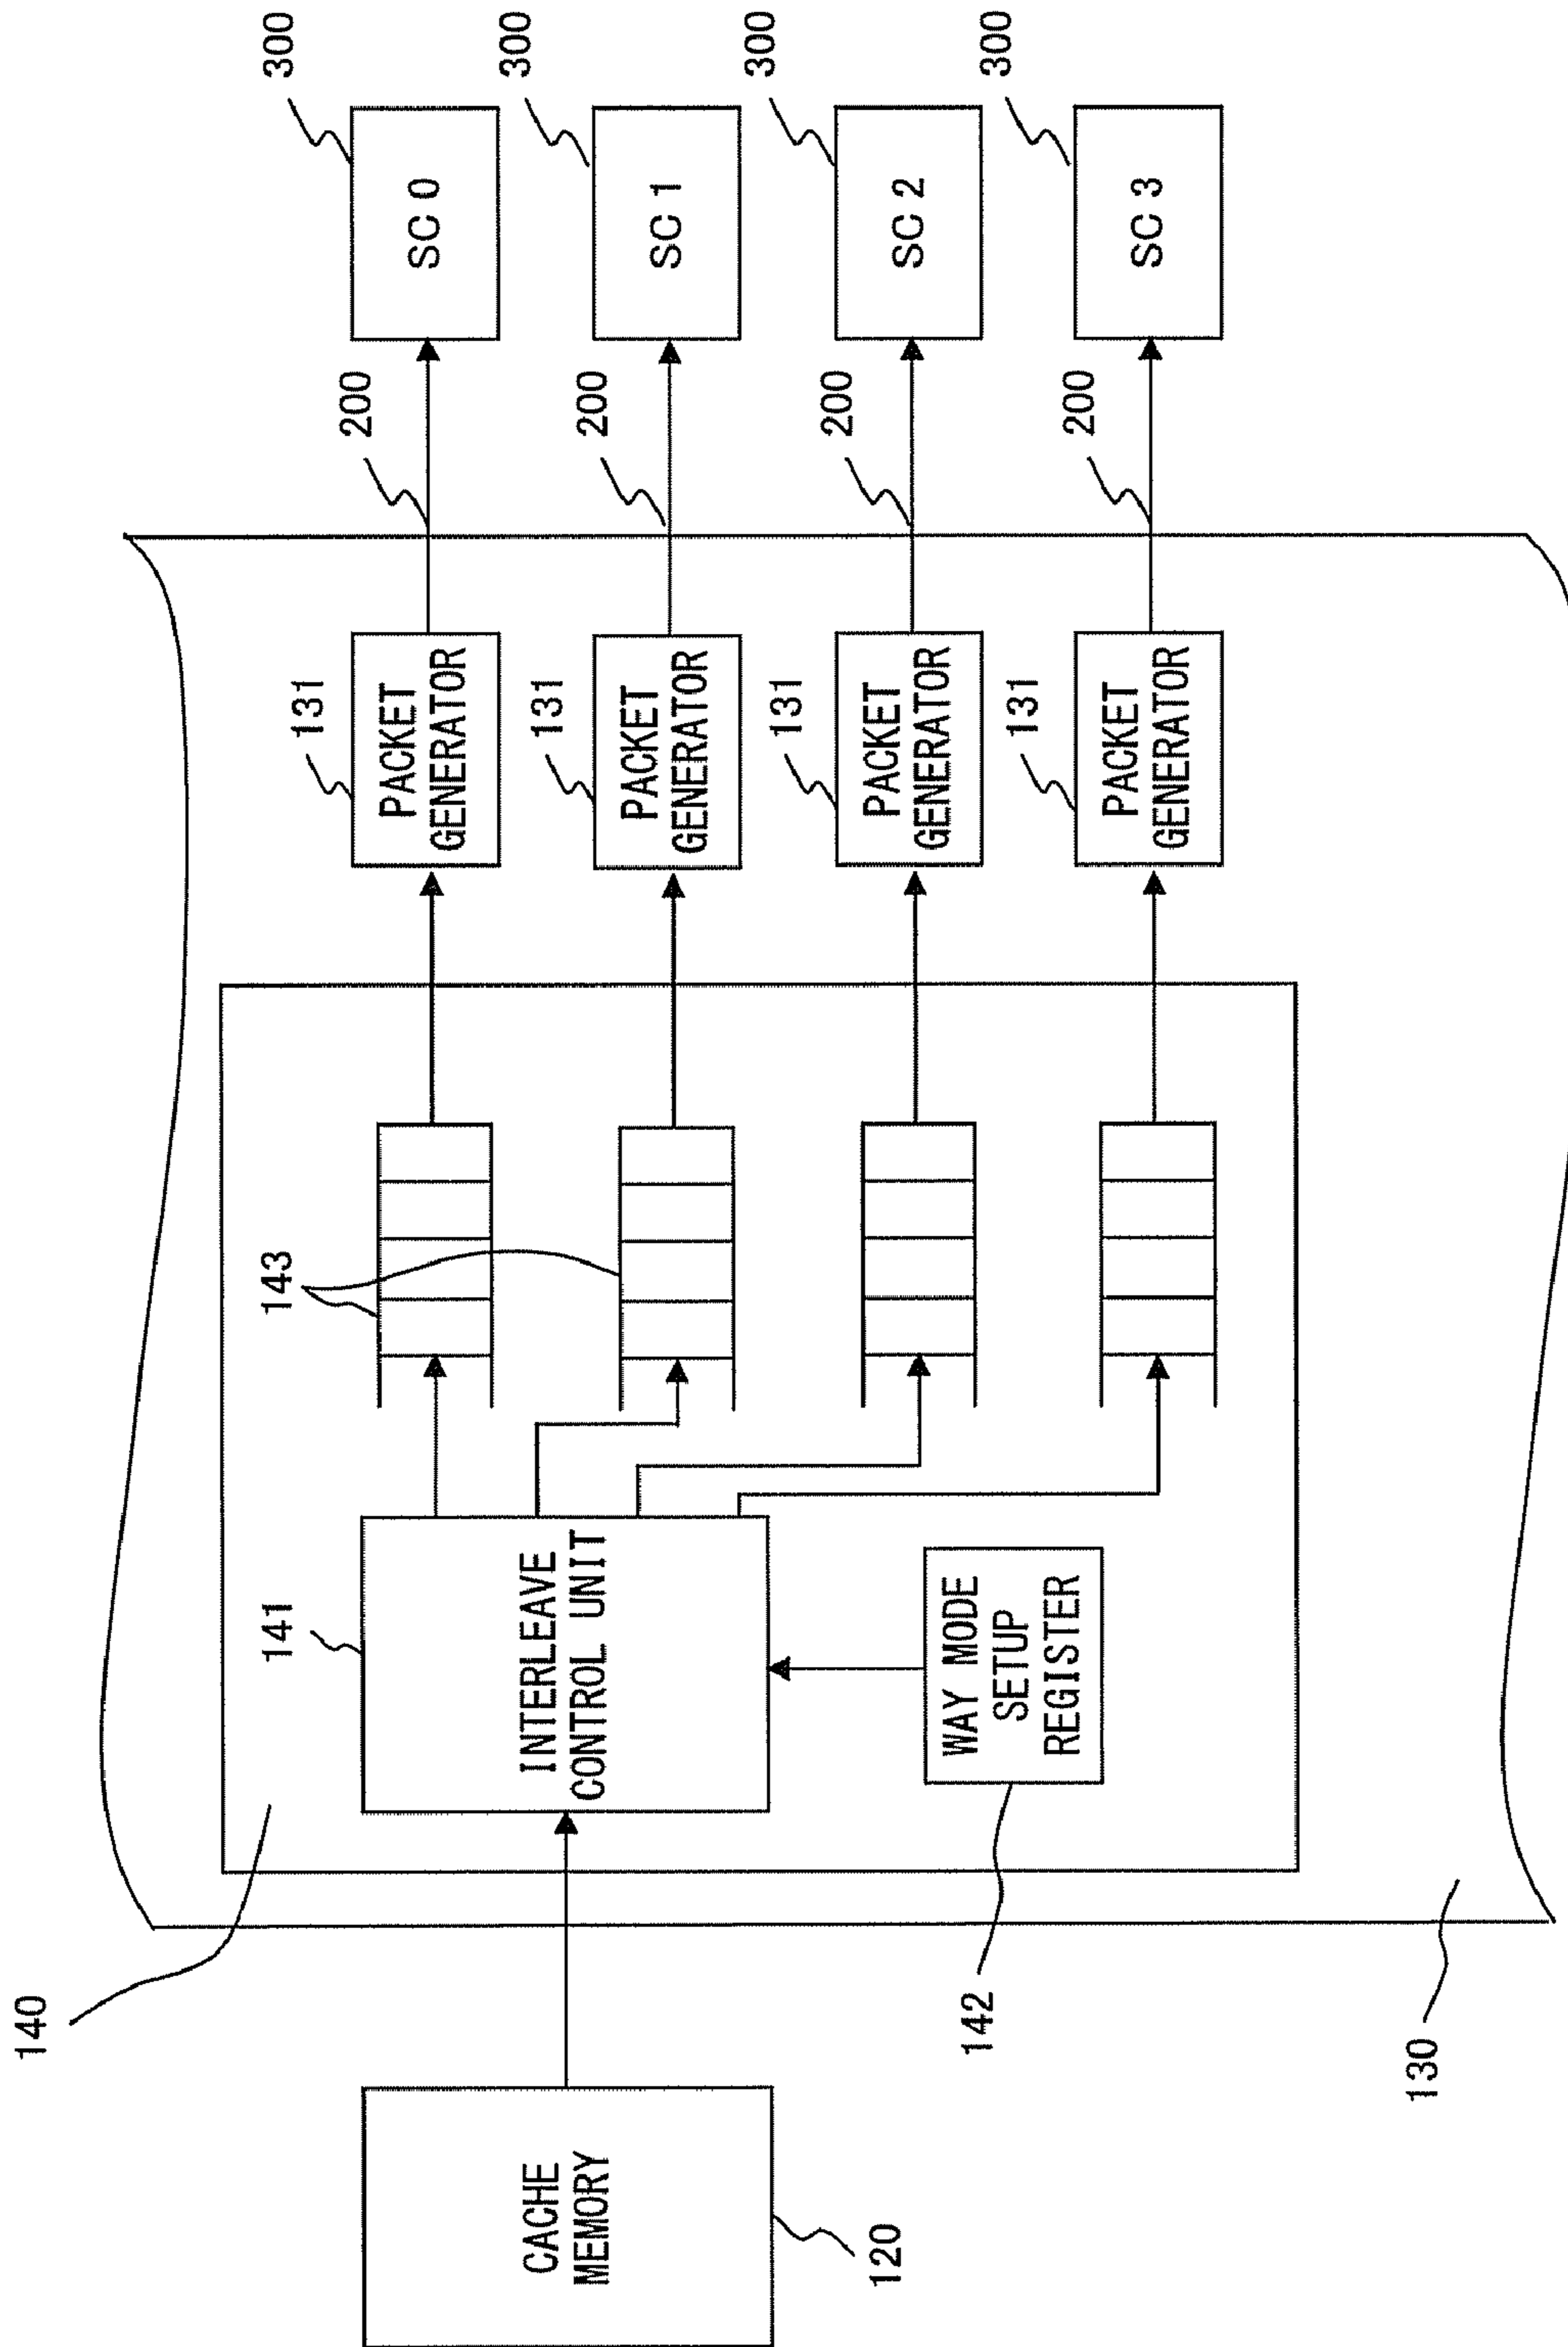 140
141
143
131
200
300
CACHE
MEMORY
120
INTERLEAVE
CONTROL UNIT
WAY MODE
SETUP
REGISTER
142
130
PACKET
GENERATOR
SC 0
131
200
300
PACKET
GENERATOR
SC 1
131
200
300
PACKET
GENERATOR
SC 2
131
200
300
PACKET
GENERATOR
SC 3